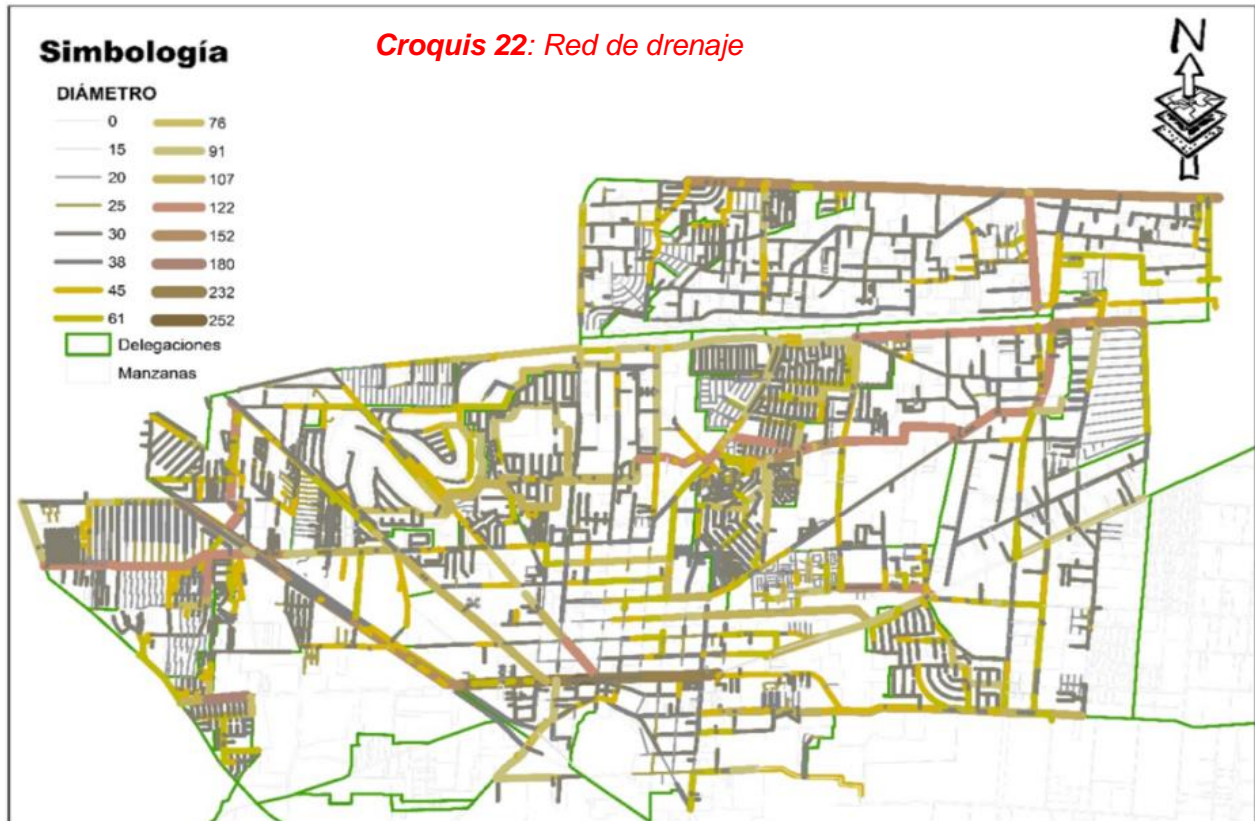 Croquis 22: Red de drenaje
Simbología
DIÁMETRO
0
15
20
25
30
38
45
61
76
91
107
122
152
180
232
252
Delegaciones
Manzanas
N